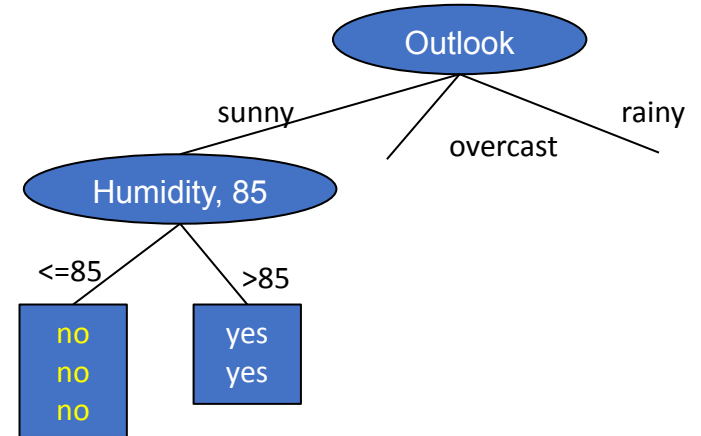 Outlook
sunny
rainy
overcast
Humidity, 85
<=85
>85
no
no
no
yes
yes